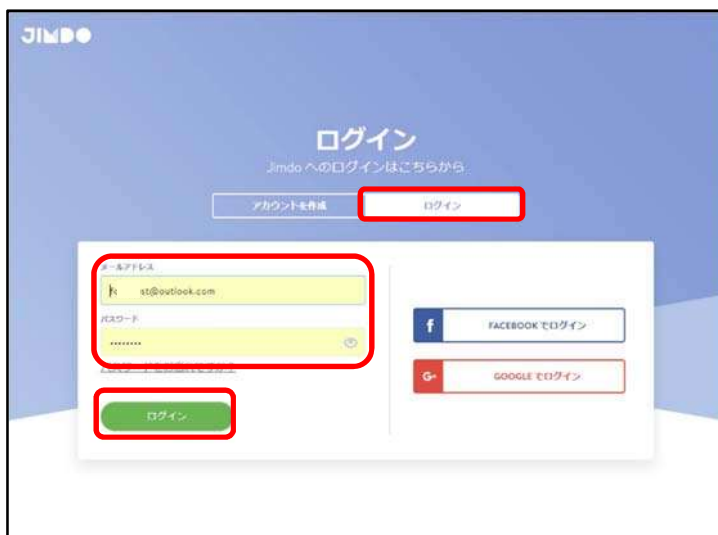 JIMDO
ログイン
Jimdo へのログインはこちらから
アカウントを作成
ログイン
メールアドレス
st@outlook.com
パスワード
········
f
FACEBOOK でログイン
G+
GOOGLE でログイン
ログイン